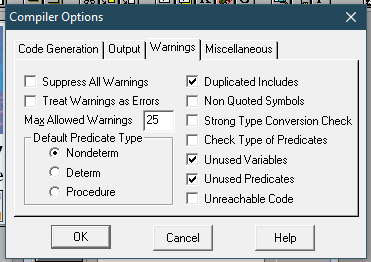 Compiler Options
Code Generation Output Warnings Miscellaneous
Suppress All Warnings
Treat Warnings as Errors
Max Allowed Warnings 25
Default Predicate Type
Nondeterm
Determ
Procedure
Duplicated Includes
Non Quoted Symbols
Strong Type Conversion Check
Check Type of Predicates
Unused Variables
Unused Predicates
Unreachable Code
OK Cancel Help